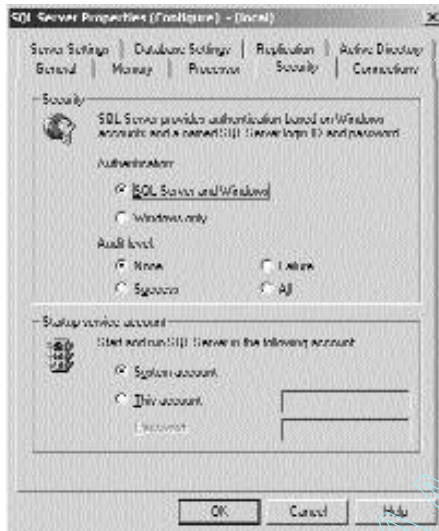 SQL Server Properties (Configure) - (local)
Server Settings Database Settings Replication Active Directory
General Memory Processor Security Connections
Security
SQL Server provides authentication based on Windows
accounts and a named SQL Server login ID and password.
Authentication:
SQL Server and Windows
Windows only
Audit level:
None Failure
Success All
Startup service account
Start and run SQL Server in the following account:
System account
This account
Password:
OK Cancel Help